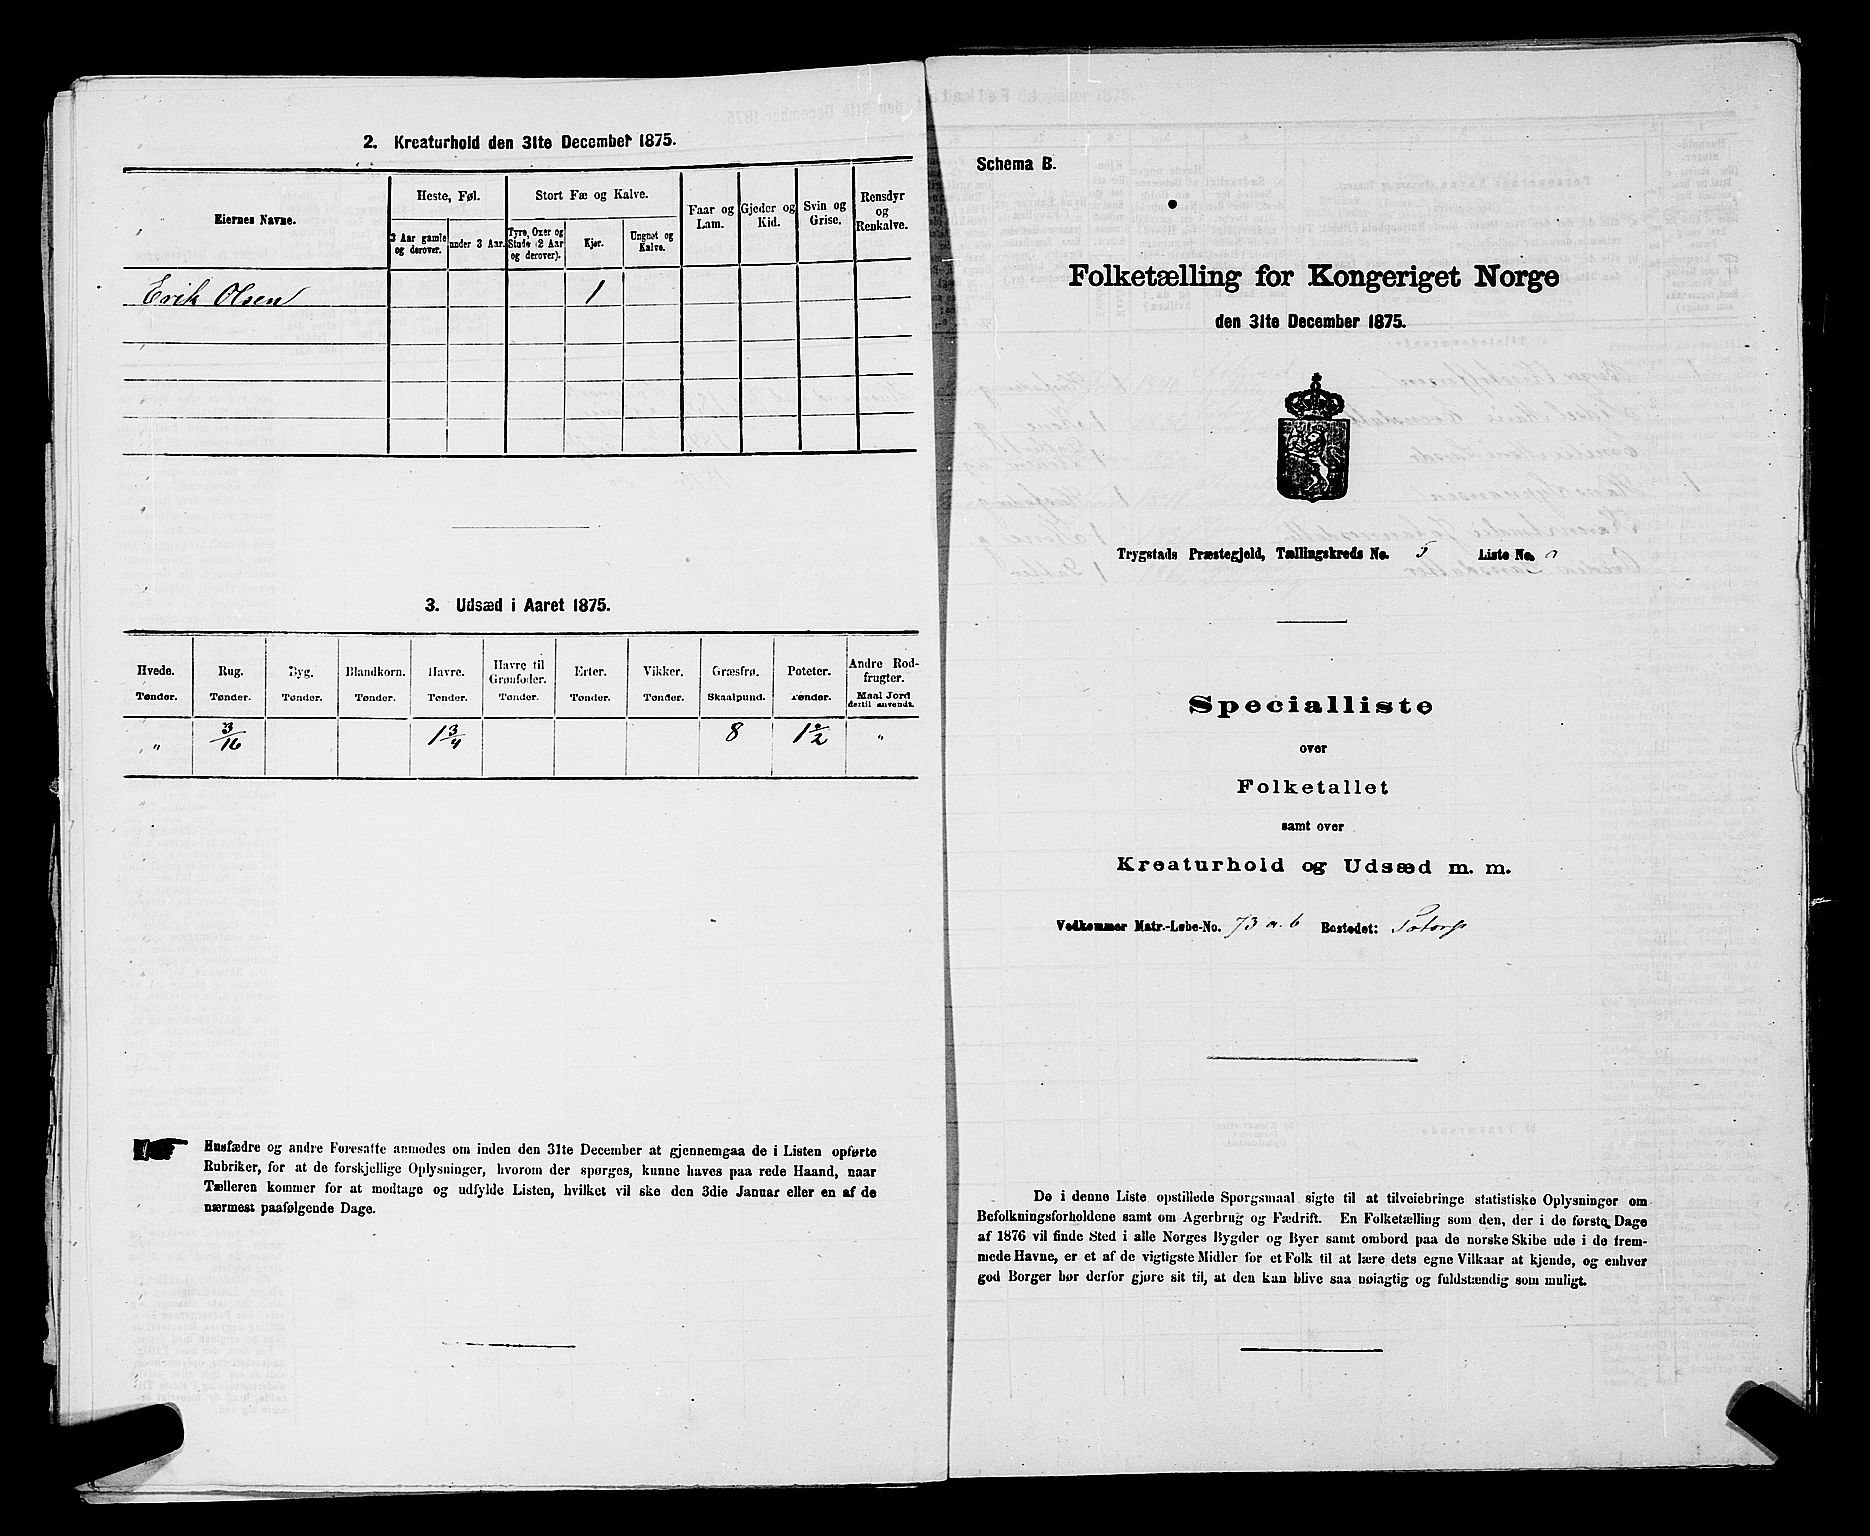 2. Kreaturhold den 31te December 1875.
Eiernes Navne.
Heste, Føl.
Stort Fæ og Kalve.
Faar og Lam.
Gjeder og Kid.
Svin og Grise.
Rensdyr og Renkalve.
3 Aar gamle og derover.
under 3 Aar.
Tyre, Oxer og Stude (2 Aar og derover).
Kjør.
Ungnøt og Kalve.
Erik Olsen 1
3. Udsæd i Aaret 1875.
Hvede. Rug. Byg. Blandkorn. Havre. Havre til Grønfoder. Erter. Vikker. Græsfrø. Poteter. Andre Rodfrugter.
Tønder. Tønder. Tønder. Tønder. Tønder. Tønder. Tønder. Tønder. Skaalpund. Tønder. Maal Jord dertil anvendt.
" 3/16 1 3/4 8 1 1/2 "
Husfædre og andre Foresatte anmodes om inden den 31te December at gjennemgaa de i Listen opførte
Rubriker, for at de forskjellige Oplysninger, hvorom der spørges, kunne haves paa rede Haand, naar
Tælleren kommer for at modtage og udfylde Listen, hvilket vil ske den 3die Januar eller en af de
nærmest paafølgende Dage.
Schema B.
Folketælling for Kongeriget Norge
den 31te December 1875.
Trygstads Præstegjeld, Tællingskreds No. 5 Liste No.
Specialliste
over
Folketallet
samt over
Kreaturhold og Udsæd m. m.
Vedkommer Matr.-Løbe-No. 73 a. b Bostedet:
De i denne Liste opstillede Spørgsmaal sigte til at tilveiebringe statistiske Oplysninger om
Befolkningsforholdene samt om Agerbrug og Fædrift. En Folketælling som den, der i de første Dage
af 1876 vil finde Sted i alle Norges Bygder og Byer samt ombord paa de norske Skibe ude i de frem-
mede Havne, er et af de vigtigste Midler for et Folk til at lære dets egne Vilkaar at kjende, og enhver
god Borger bør derfor gjøre sit til, at den kan blive saa nøiagtig og fuldstændig som muligt.